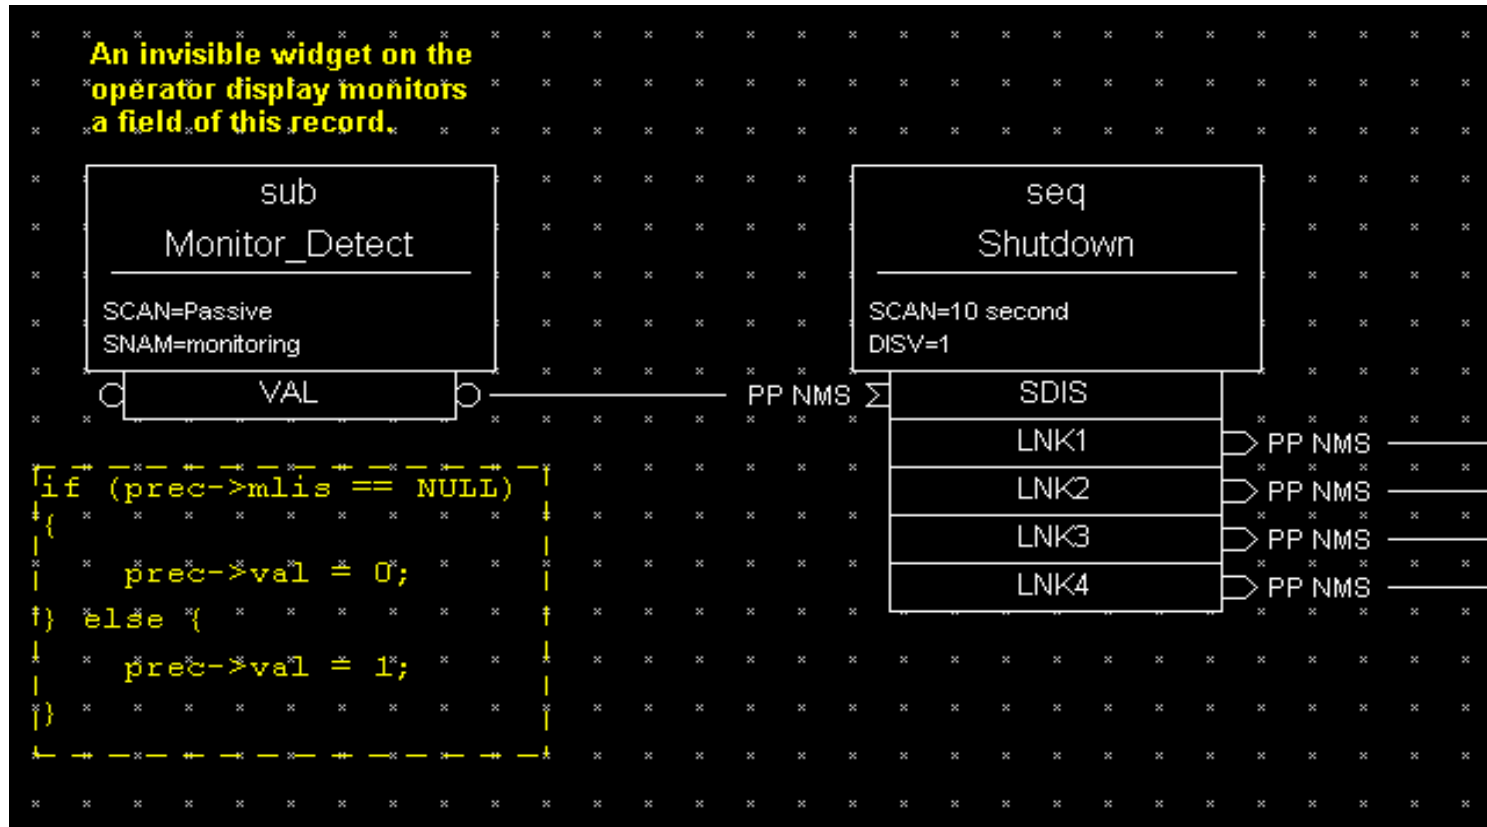 An invisible widget on the
operator display monitors
a field of this record.
sub
Monitor_Detect
SCAN=Passive
SNAM=monitoring
VAL
if (prec->mlis == NULL)
{
prec->val = 0;
} else {
prec->val = 1;
}
seq
Shutdown
SCAN=10 second
DISV=1
PP NMS SDIS
LNK1 PP NMS
LNK2 PP NMS
LNK3 PP NMS
LNK4 PP NMS